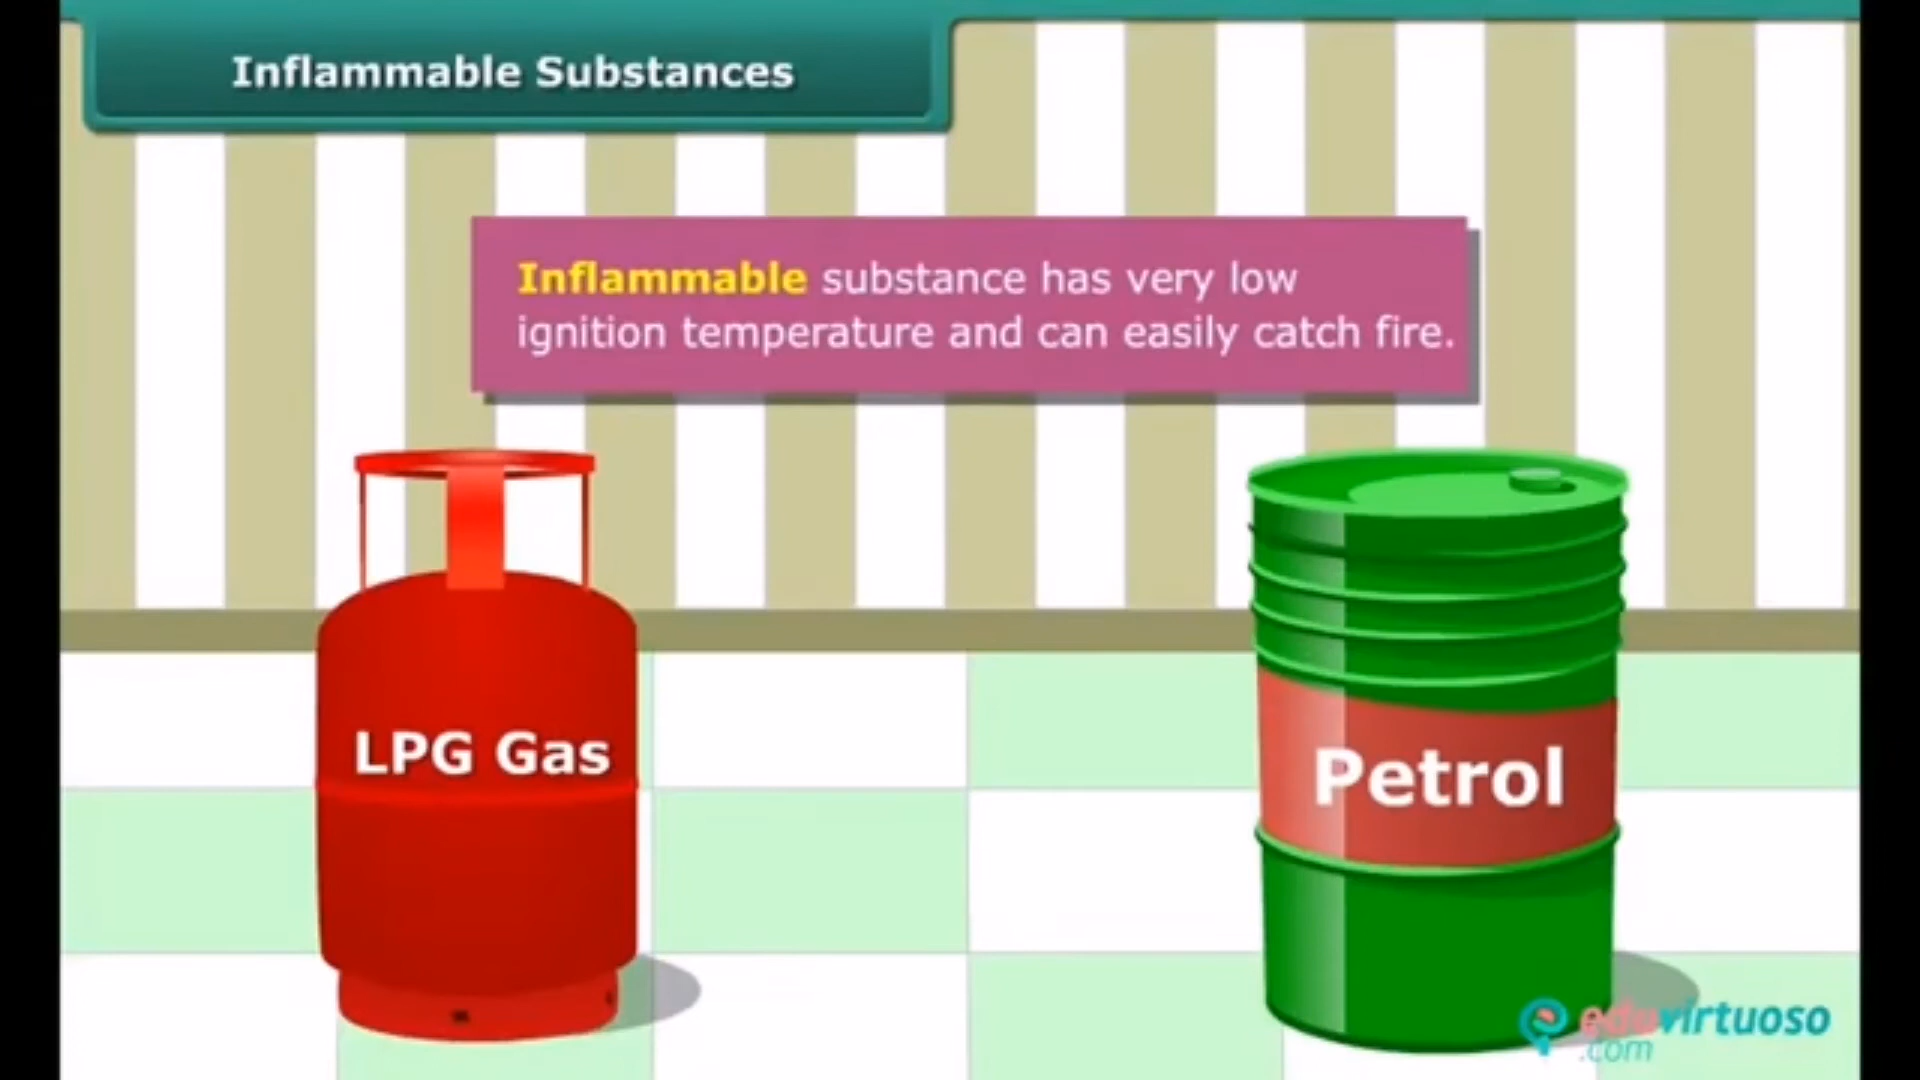 Inflammable Substances
Inflammable substance has very low
ignition temperature and can easily catch fire.
LPG Gas
Petrol
eduvirtuoso
.com